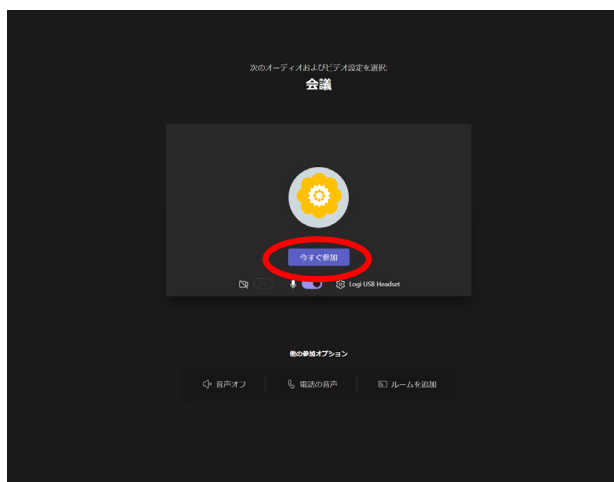 次のオーディオおよびビデオ設定を選択:
会議
今すぐ参加
Logi USB Headset
他の参加オプション
音声オフ
電話の音声
ルームを追加